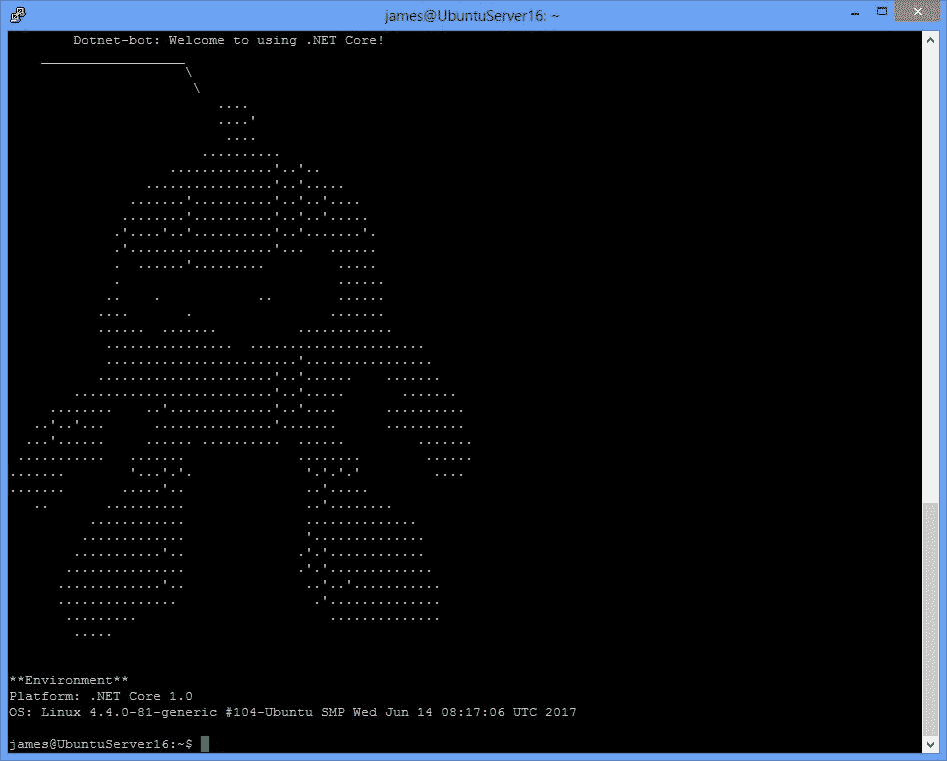 james@UbuntuServer16: ~
Dotnet-bot: Welcome to using .NET Core!
**Environment**
Platform: .NET Core 1.0
OS: Linux 4.4.0-81-generic #104-Ubuntu SMP Wed Jun 14 08:17:06 UTC 2017
james@UbuntuServer16:~$